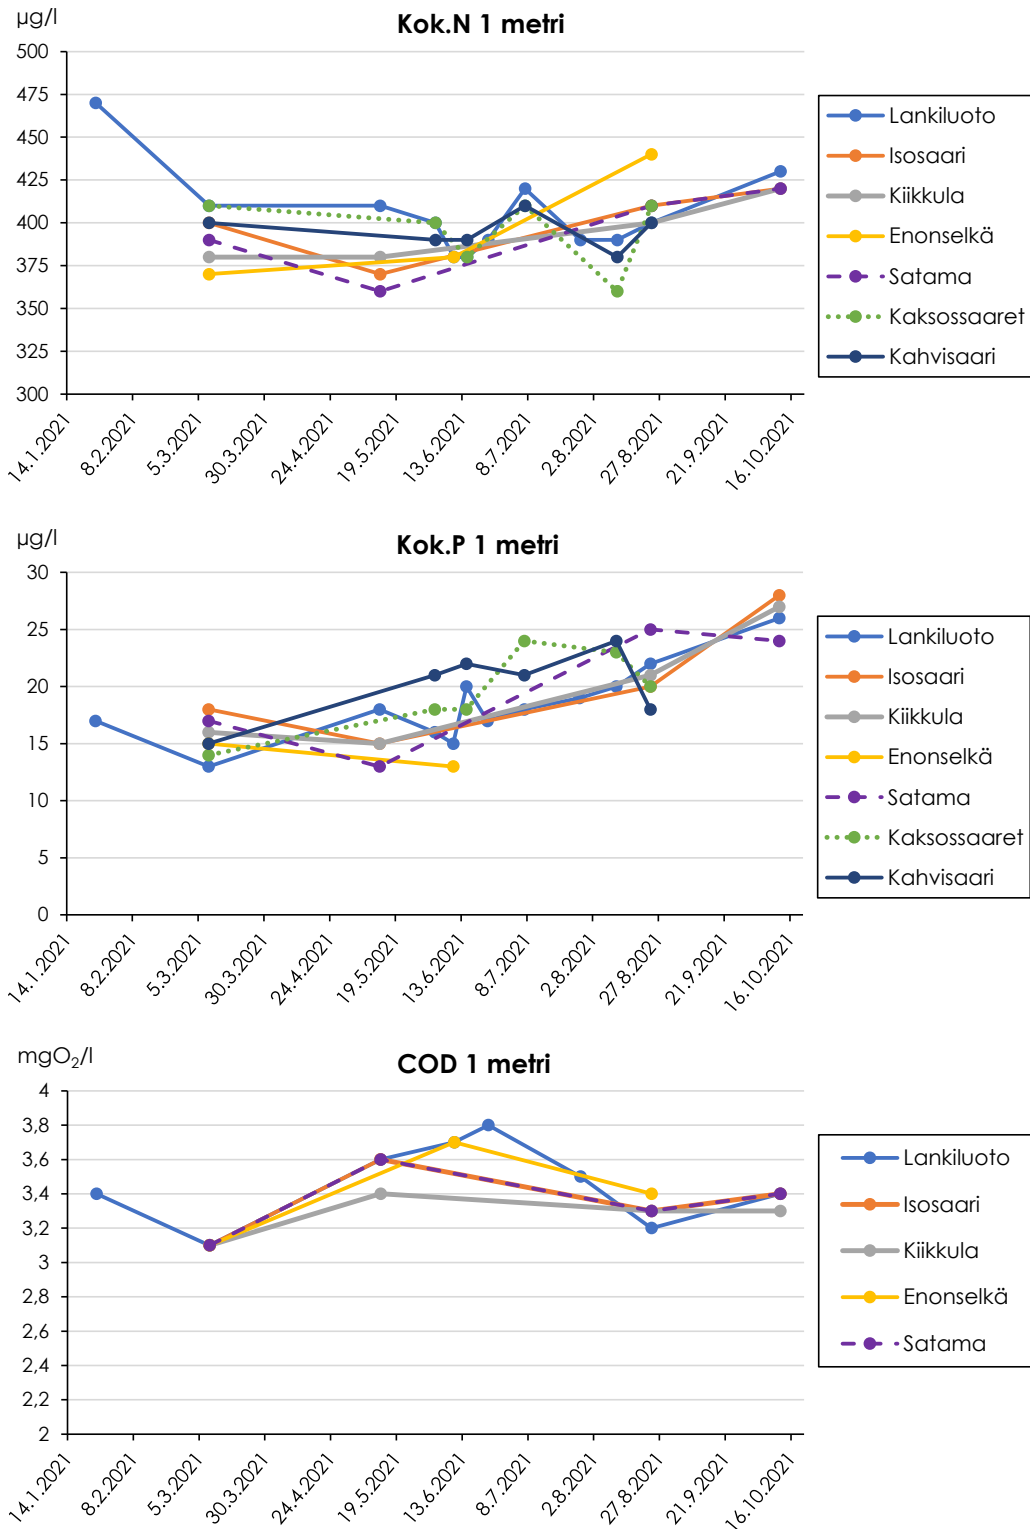 µg/l
Kok.N 1 metri
500
475
450
425
400
375
350
325
300
14.1.2021
8.2.2021
5.3.2021
30.3.2021
24.4.2021
19.5.2021
13.6.2021
8.7.2021
2.8.2021
27.8.2021
21.9.2021
16.10.2021
Lankiluoto
Isosaari
Kiikkula
Enonselkä
Satama
Kaksossaaret
Kahvisaari
µg/l
Kok.P 1 metri
30
25
20
15
10
5
0
14.1.2021
8.2.2021
5.3.2021
30.3.2021
24.4.2021
19.5.2021
13.6.2021
8.7.2021
2.8.2021
27.8.2021
21.9.2021
16.10.2021
Lankiluoto
Isosaari
Kiikkula
Enonselkä
Satama
Kaksossaaret
Kahvisaari
mgO₂/l
COD 1 metri
4
3,8
3,6
3,4
3,2
3
2,8
2,6
2,4
2,2
2
14.1.2021
8.2.2021
5.3.2021
30.3.2021
24.4.2021
19.5.2021
13.6.2021
8.7.2021
2.8.2021
27.8.2021
21.9.2021
16.10.2021
Lankiluoto
Isosaari
Kiikkula
Enonselkä
Satama